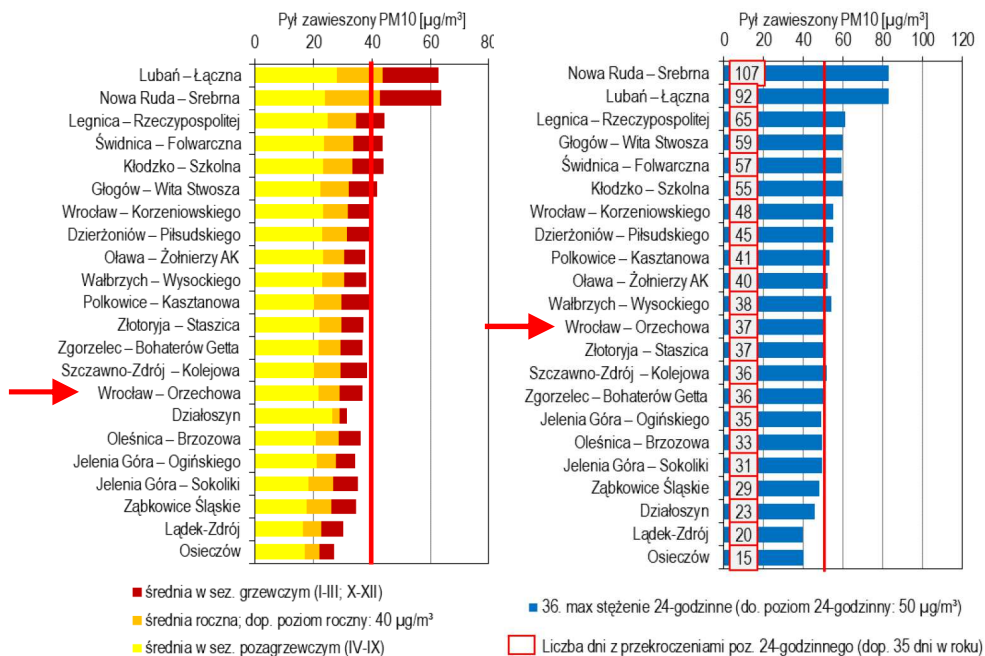 Pył zawieszony PM10 [µg/m³]
0 20 40 60 80
Lubań – Łączna
Nowa Ruda – Srebrna
Legnica – Rzeczypospolitej
Świdnica – Folwarczna
Kłodzko – Szkolna
Głogów – Wita Stwosza
Wrocław – Korzeniowskiego
Dzierżoniów – Piłsudskiego
Oława – Żołnierzy AK
Wałbrzych – Wysockiego
Polkowice – Kasztanowa
Złotoryja – Staszica
Zgorzelec – Bohaterów Getta
Szczawno-Zdrój – Kolejowa
Wrocław – Orzechowa
Działoszyn
Oleśnica – Brzozowa
Jelenia Góra – Ogińskiego
Jelenia Góra – Sokoliki
Ząbkowice Śląskie
Lądek-Zdrój
Osieczów
średnia w sez. grzewczym (I-III; X-XII)
średnia roczna; dop. poziom roczny: 40 µg/m³
średnia w sez. pozagrzewczym (IV-IX)
Pył zawieszony PM10 [µg/m³]
0 20 40 60 80 100 120
Nowa Ruda – Srebrna 107
Lubań – Łączna 92
Legnica – Rzeczypospolitej 65
Głogów – Wita Stwosza 59
Świdnica – Folwarczna 57
Kłodzko – Szkolna 55
Wrocław – Korzeniowskiego 48
Dzierżoniów – Piłsudskiego 45
Polkowice – Kasztanowa 41
Oława – Żołnierzy AK 40
Wałbrzych – Wysockiego 38
Wrocław – Orzechowa 37
Złotoryja – Staszica 37
Szczawno-Zdrój – Kolejowa 36
Zgorzelec – Bohaterów Getta 36
Jelenia Góra – Ogińskiego 35
Oleśnica – Brzozowa 33
Jelenia Góra – Sokoliki 31
Ząbkowice Śląskie 29
Działoszyn 23
Lądek-Zdrój 20
Osieczów 15
36. max stężenie 24-godzinne (do. poziom 24-godzinny: 50 µg/m³)
Liczba dni z przekroczeniami poz. 24-godzinnego (dop. 35 dni w roku)